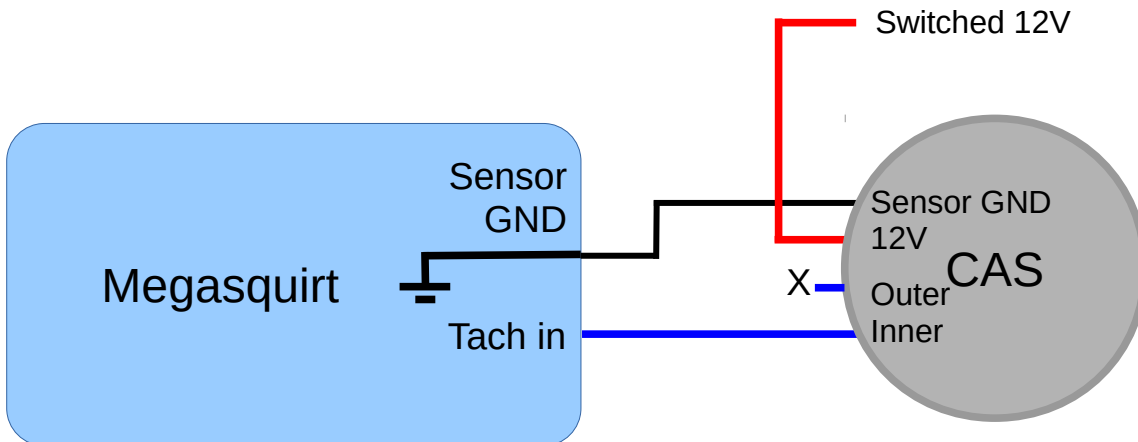 Switched 12V
Sensor
GND
Sensor GND
12V
Megasquirt
CAS
X
Outer
Tach in
Inner